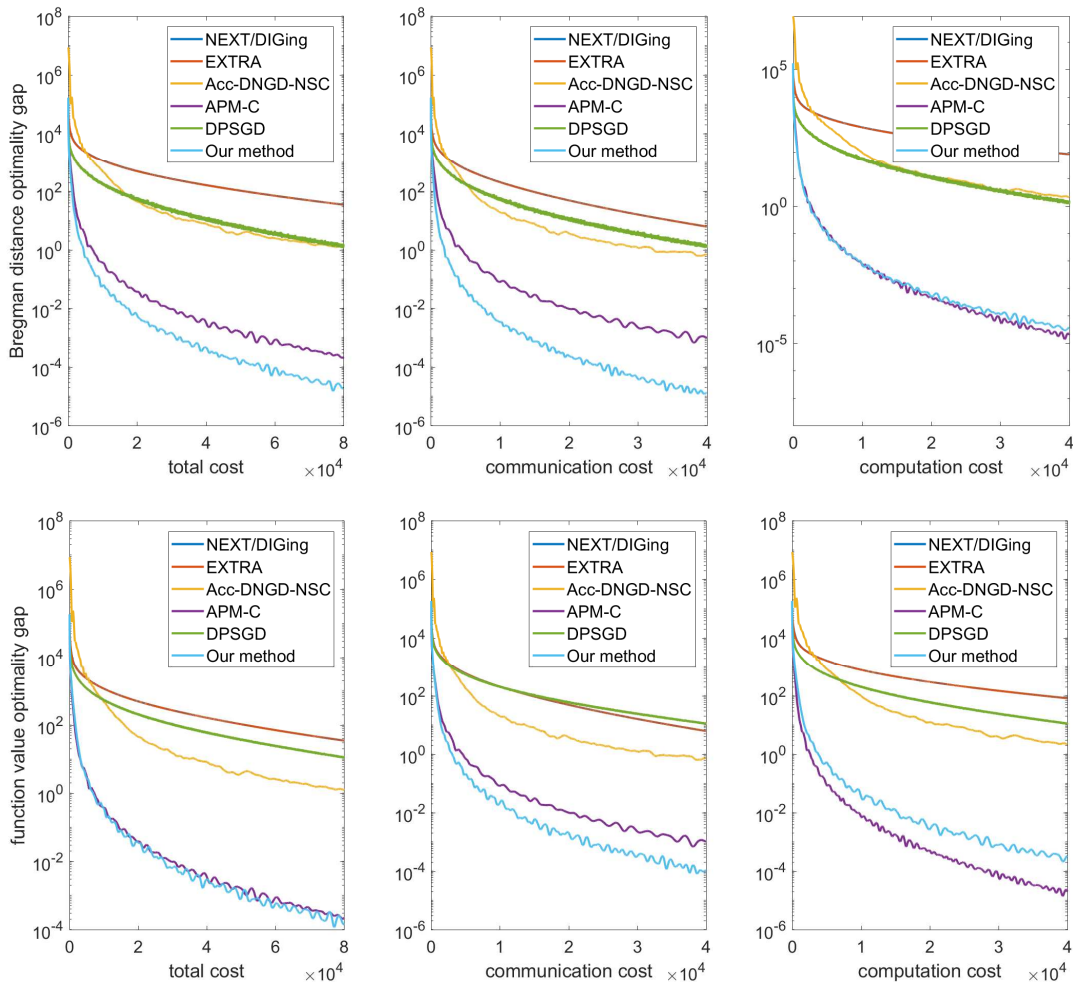 Bregman distance optimality gap
10^8
10^6
10^4
10^2
10^0
10^-2
10^-4
10^-6
NEXT/DIGing
EXTRA
Acc-DNGD-NSC
APM-C
DPSGD
Our method
0 2 4 6 8
total cost ×10^4
10^8
10^6
10^4
10^2
10^0
10^-2
10^-4
10^-6
NEXT/DIGing
EXTRA
Acc-DNGD-NSC
APM-C
DPSGD
Our method
0 1 2 3 4
communication cost ×10^4
10^5
10^0
10^-5
NEXT/DIGing
EXTRA
Acc-DNGD-NSC
APM-C
DPSGD
Our method
0 1 2 3 4
computation cost ×10^4
function value optimality gap
10^8
10^6
10^4
10^2
10^0
10^-2
10^-4
NEXT/DIGing
EXTRA
Acc-DNGD-NSC
APM-C
DPSGD
Our method
0 2 4 6 8
total cost ×10^4
10^8
10^6
10^4
10^2
10^0
10^-2
10^-4
10^-6
NEXT/DIGing
EXTRA
Acc-DNGD-NSC
APM-C
DPSGD
Our method
0 1 2 3 4
communication cost ×10^4
10^8
10^6
10^4
10^2
10^0
10^-2
10^-4
10^-6
NEXT/DIGing
EXTRA
Acc-DNGD-NSC
APM-C
DPSGD
Our method
0 1 2 3 4
computation cost ×10^4